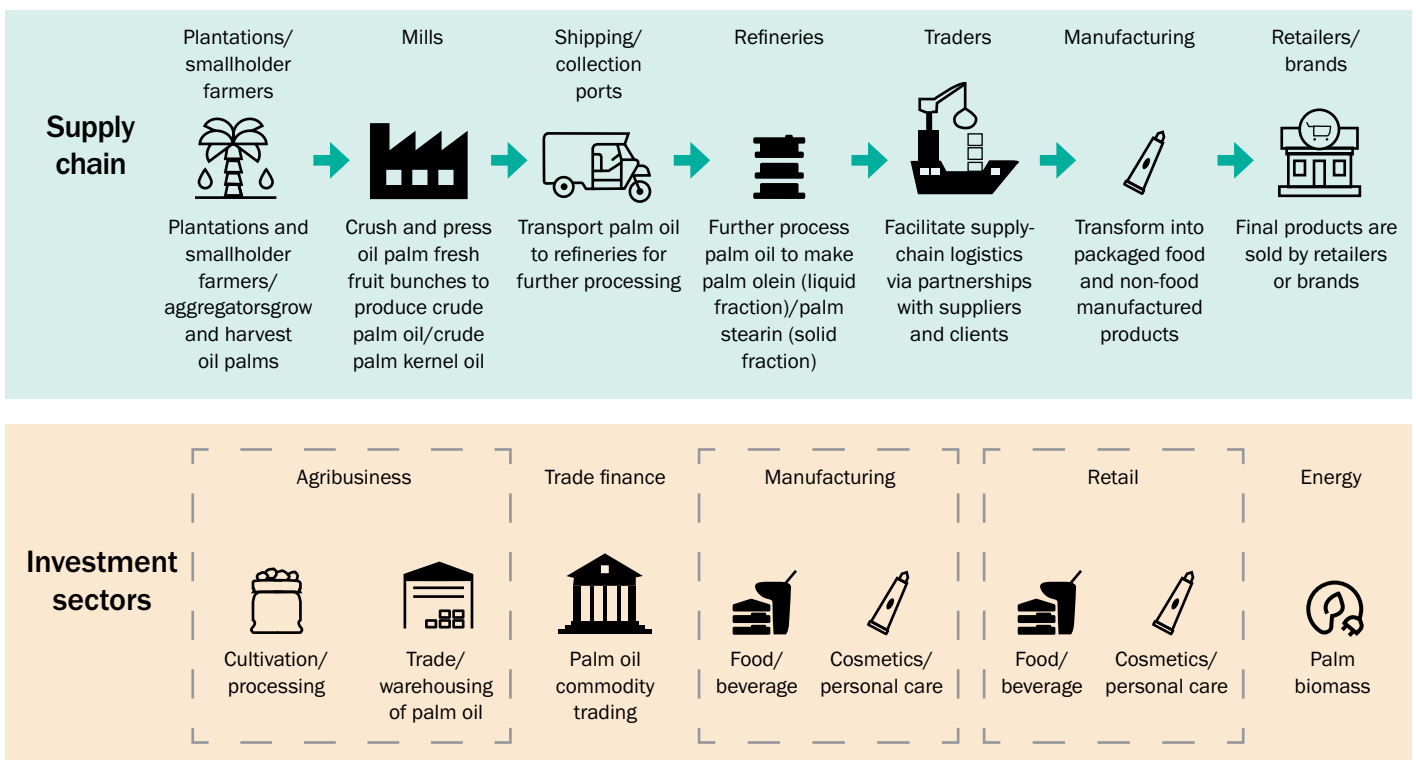 Supply
chain
Plantations/
smallholder
farmers
Plantations and
smallholder
farmers/
aggregatorsgrow
and harvest
oil palms
Mills
Crush and press
oil palm fresh
fruit bunches to
produce crude
palm oil/crude
palm kernel oil
Shipping/
collection
ports
Transport palm oil
to refineries for
further processing
Refineries
Further process
palm oil to make
palm olein (liquid
fraction)/palm
stearin (solid
fraction)
Traders
Facilitate supply-
chain logistics
via partnerships
with suppliers
and clients
Manufacturing
Transform into
packaged food
and non-food
manufactured
products
Retailers/
brands
Final products are
sold by retailers
or brands
Investment
sectors
Agribusiness
Cultivation/
processing
Trade/
warehousing
of palm oil
Trade finance
Palm oil
commodity
trading
Manufacturing
Food/
beverage
Cosmetics/
personal care
Retail
Food/
beverage
Cosmetics/
personal care
Energy
Palm
biomass